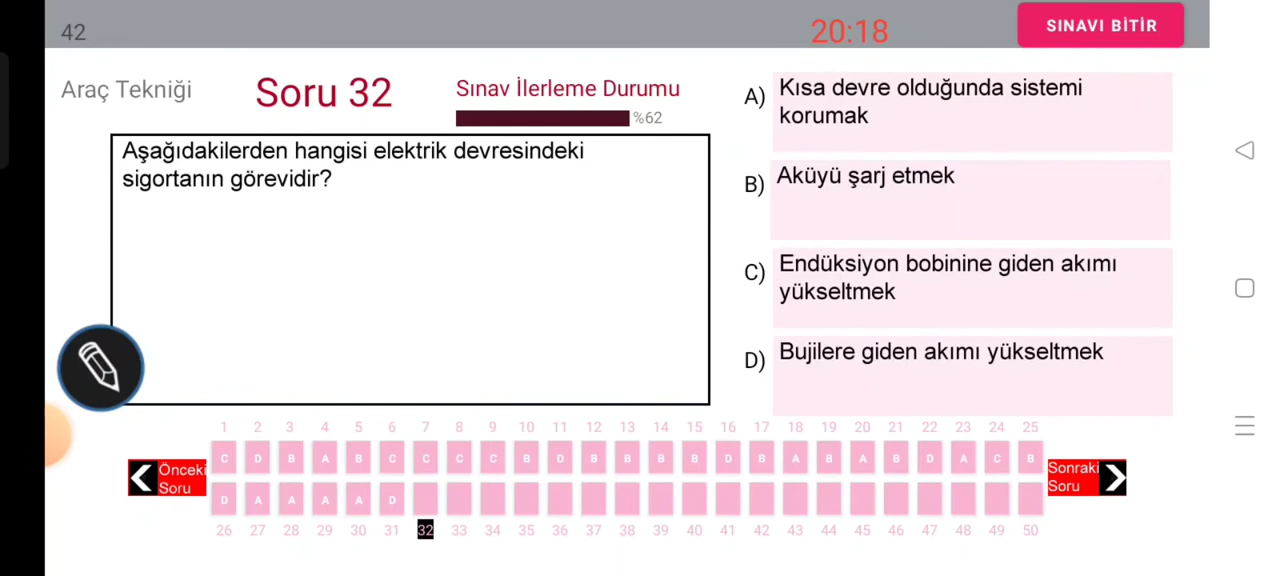 42
20:18
SINAVI BİTİR
Araç Tekniği
Soru 32
Sınav İlerleme Durumu
%62
Aşağıdakilerden hangisi elektrik devresindeki
sigortanın görevidir?
A)
Kısa devre olduğunda sistemi
korumak
B)
Aküyü şarj etmek
C)
Endüksiyon bobinine giden akımı
yükseltmek
D)
Bujilere giden akımı yükseltmek
1 2 3 4 5 6 7 8 9 10 11 12 13 14 15 16 17 18 19 20 21 22 23 24 25
C D B A B C C C C B D B B B B D B A B A B D A C B
Önceki
Soru
D A A A A D
Sonraki
Soru
26 27 28 29 30 31 32 33 34 35 36 37 38 39 40 41 42 43 44 45 46 47 48 49 50